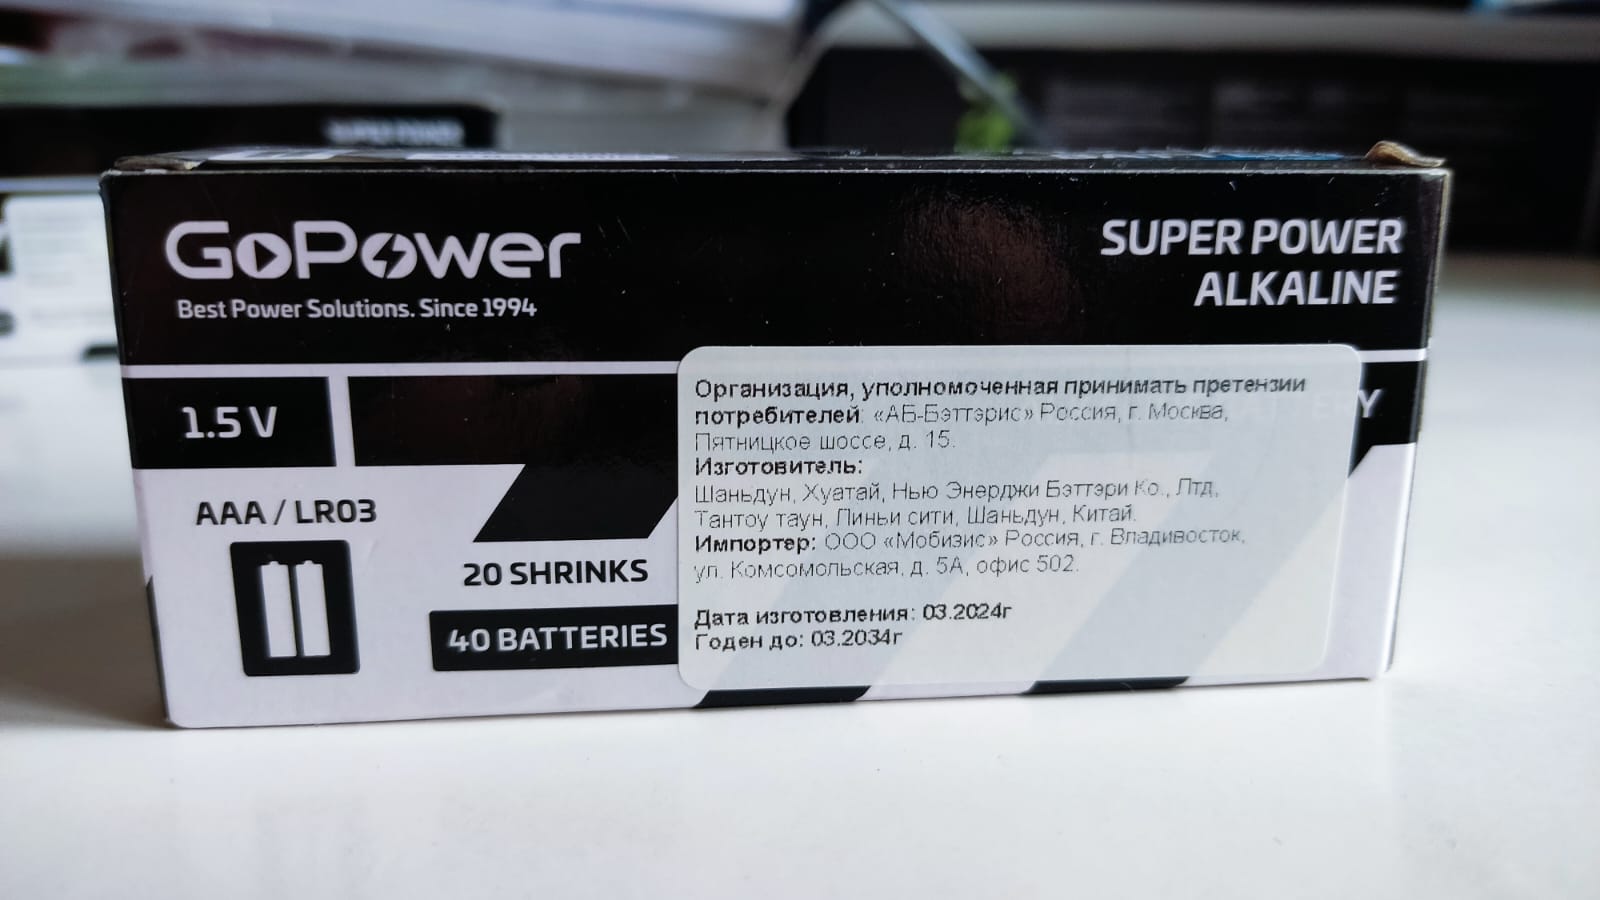 SUPER POWER
GoPower
Best Power Solutions. Since 1994
SUPER POWER
ALKALINE
1.5 V
AAA / LR03
20 SHRINKS
40 BATTERIES
Организация, уполномоченная принимать претензии
потребителей: «АБ-Бэттэрис» Россия, г. Москва,
Пятницкое шоссе, д. 15.
Изготовитель:
Шаньдун, Хуатай, Нью Энерджи Бэттэри Ко., Лтд,
Тантоу таун, Линьи сити, Шаньдун, Китай.
Импортер: ООО «Мобизис» Россия, г. Владивосток,
ул. Комсомольская, д. 5А, офис 502.
Дата изготовления: 03.2024г
Годен до: 03.2034г